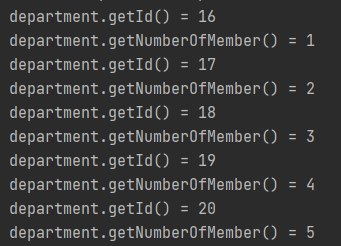 department.getId() = 16
department.getNumberOfMember() = 1
department.getId() = 17
department.getNumberOfMember() = 2
department.getId() = 18
department.getNumberOfMember() = 3
department.getId() = 19
department.getNumberOfMember() = 4
department.getId() = 20
department.getNumberOfMember() = 5